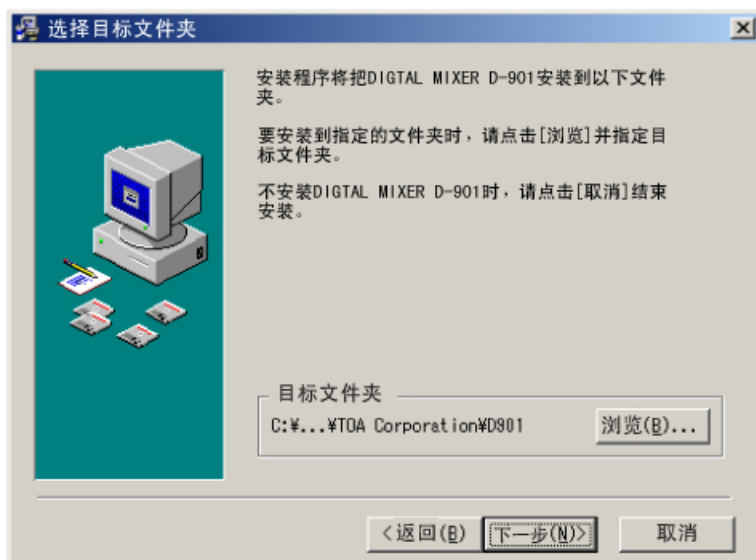 选择目标文件夹
安装程序将把DIGTAL MIXER D-901安装到以下文件
夹。
要安装到指定的文件夹时，请点击[浏览]并指定目
标文件夹。
不安装DIGTAL MIXER D-901时，请点击[取消]结束
安装。
目标文件夹
C:¥...¥TOA Corporation¥D901
浏览(B)...
<返回(B)
下一步(N)>
取消